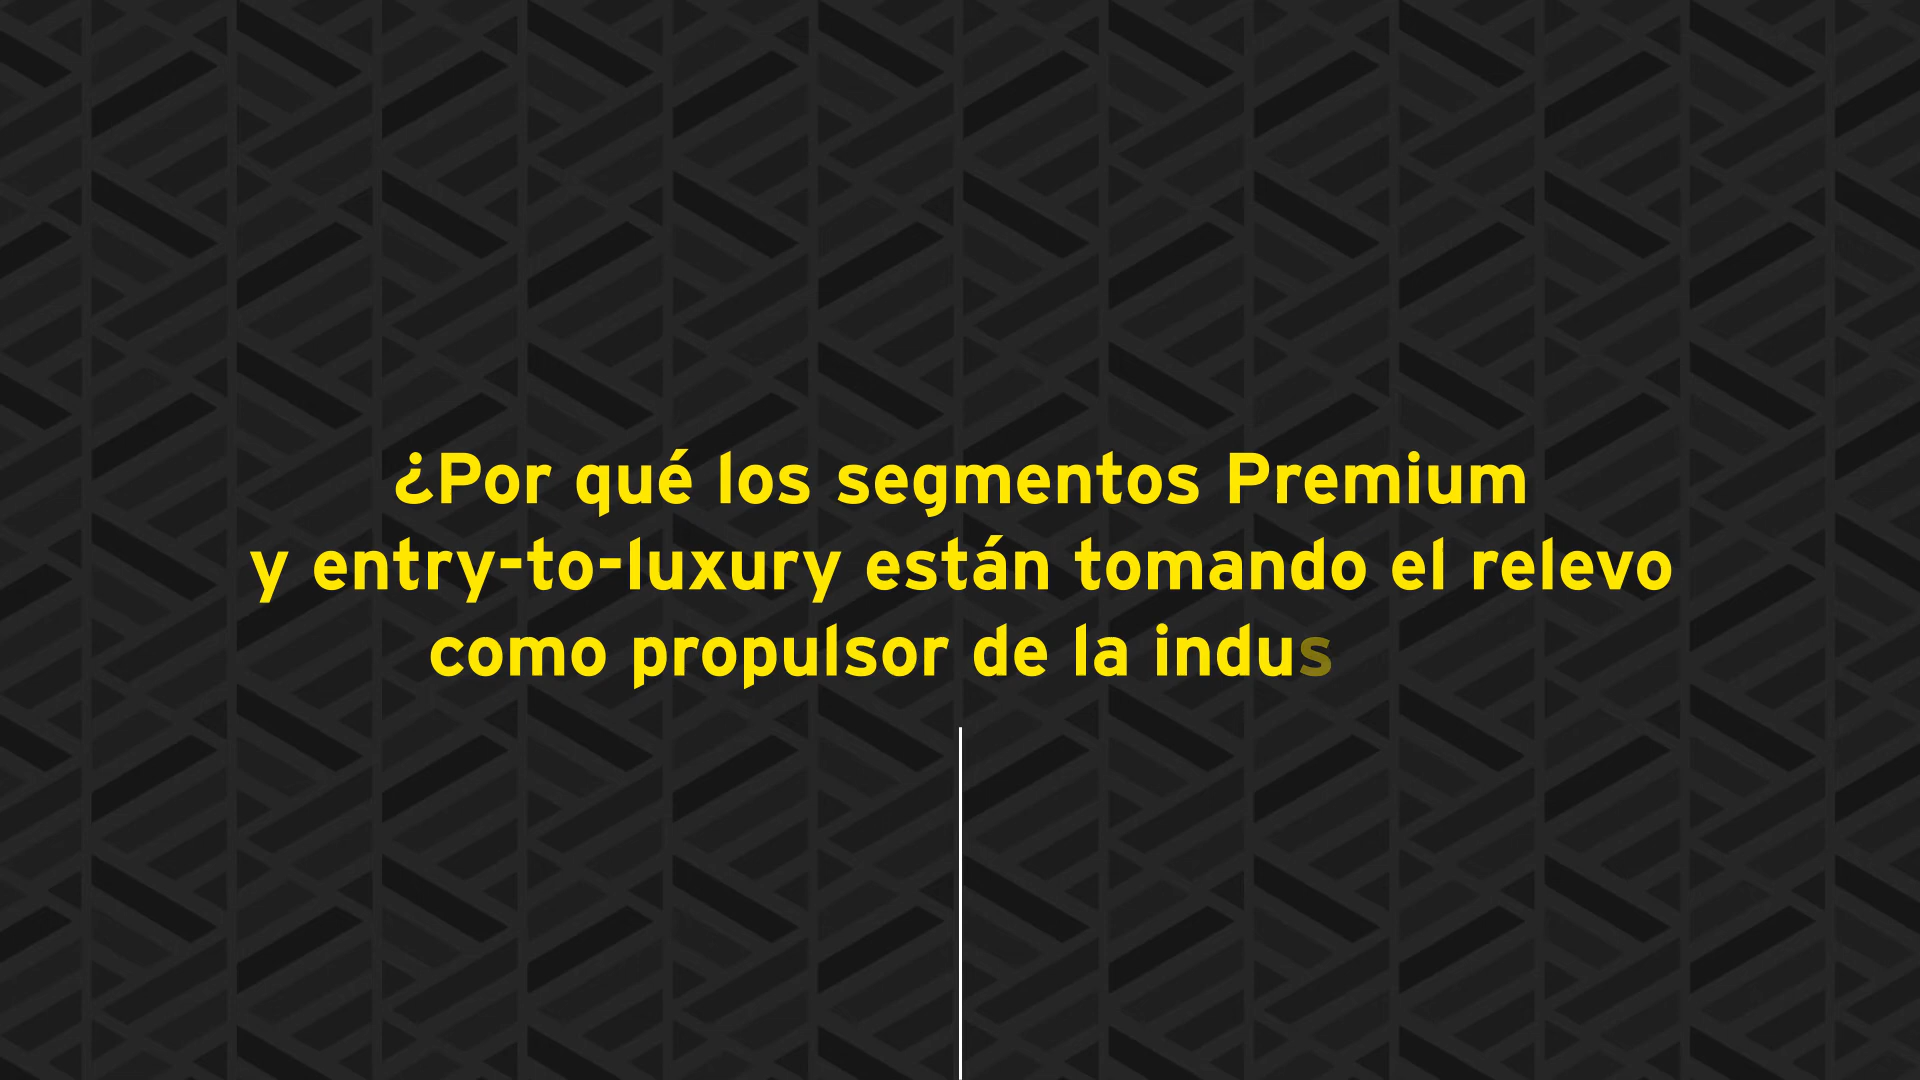 ¿Por qué los segmentos Premium
y entry-to-luxury están tomando el relevo
como propulsor de la indus